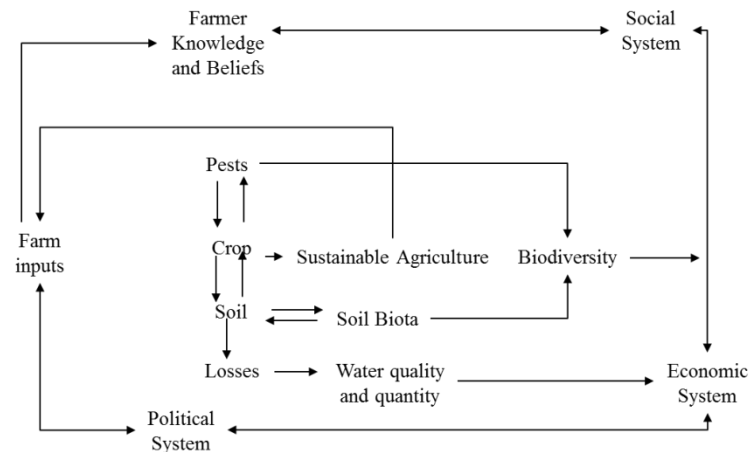 Farmer
Knowledge
and Beliefs
Social
System
Pests
Farm
inputs
Crop
Sustainable Agriculture
Biodiversity
Soil
Soil Biota
Losses
Water quality
and quantity
Economic
System
Political
System